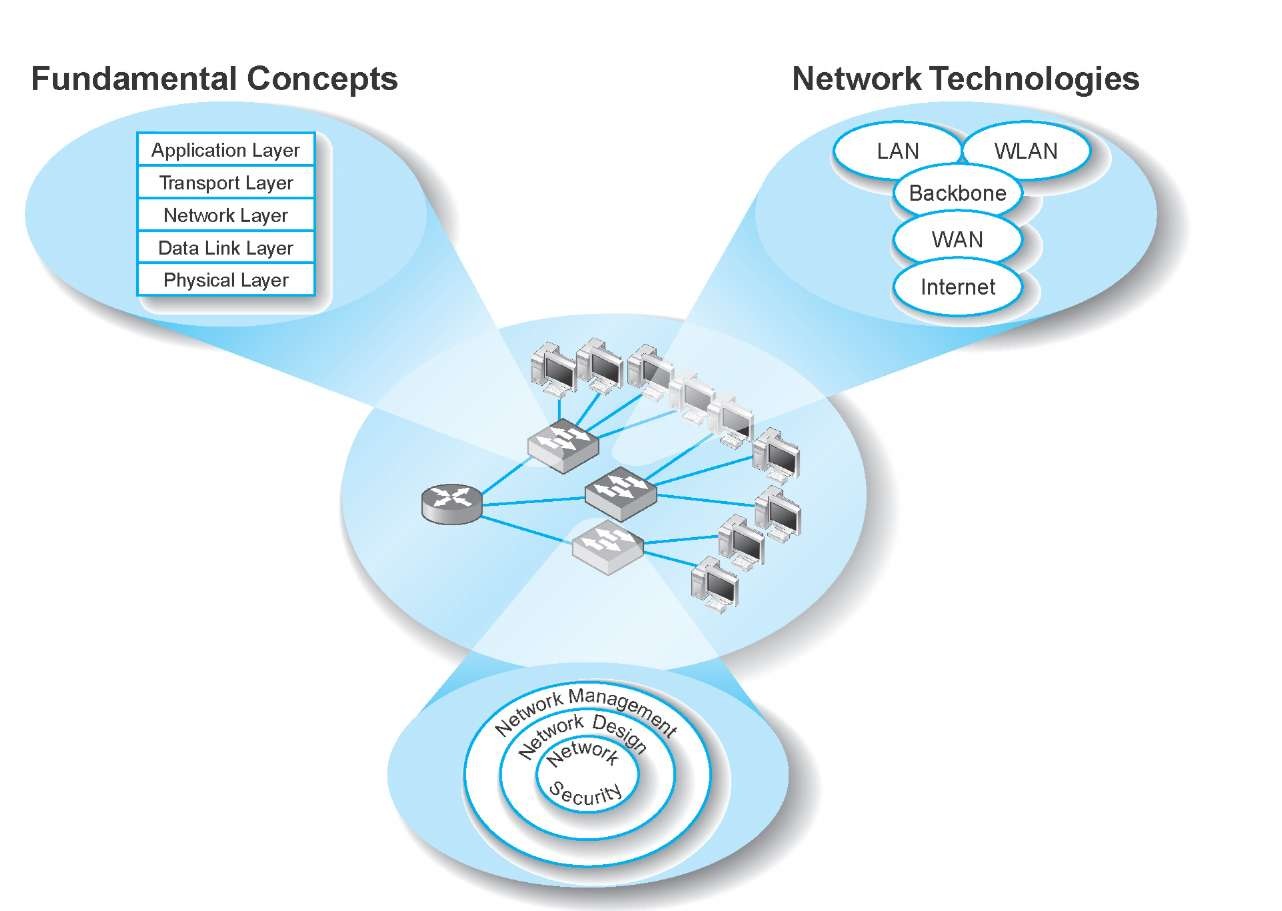 Fundamental Concepts
Application Layer
Transport Layer
Network Layer
Data Link Layer
Physical Layer
Network Technologies
LAN
WLAN
Backbone
WAN
Internet
Network Management
Network Design
Network
Security